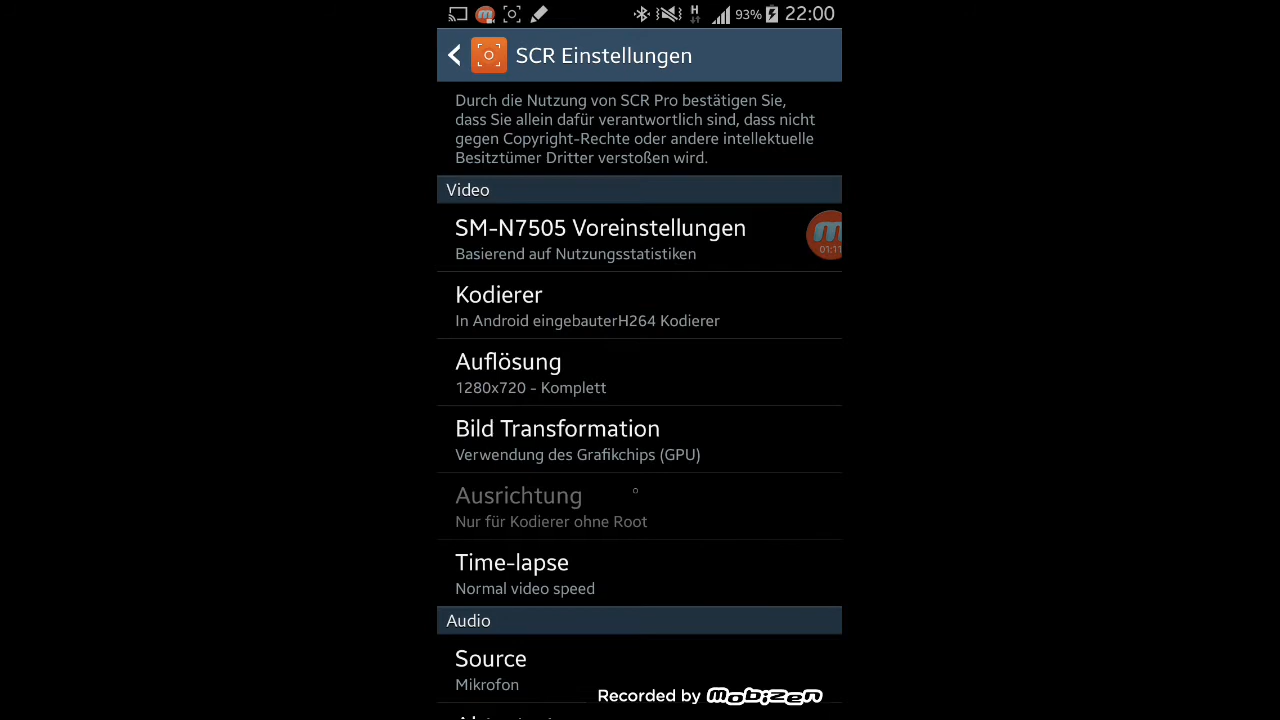 H
93%
22:00
SCR Einstellungen
Durch die Nutzung von SCR Pro bestätigen Sie,
dass Sie allein dafür verantwortlich sind, dass nicht
gegen Copyright-Rechte oder andere intellektuelle
Besitztümer Dritter verstoßen wird.
Video
SM-N7505 Voreinstellungen
Basierend auf Nutzungsstatistiken
01:11
Kodierer
In Android eingebauterH264 Kodierer
Auflösung
1280x720 - Komplett
Bild Transformation
Verwendung des Grafikchips (GPU)
Ausrichtung
Nur für Kodierer ohne Root
Time-lapse
Normal video speed
Audio
Source
Mikrofon
Recorded by mobizen